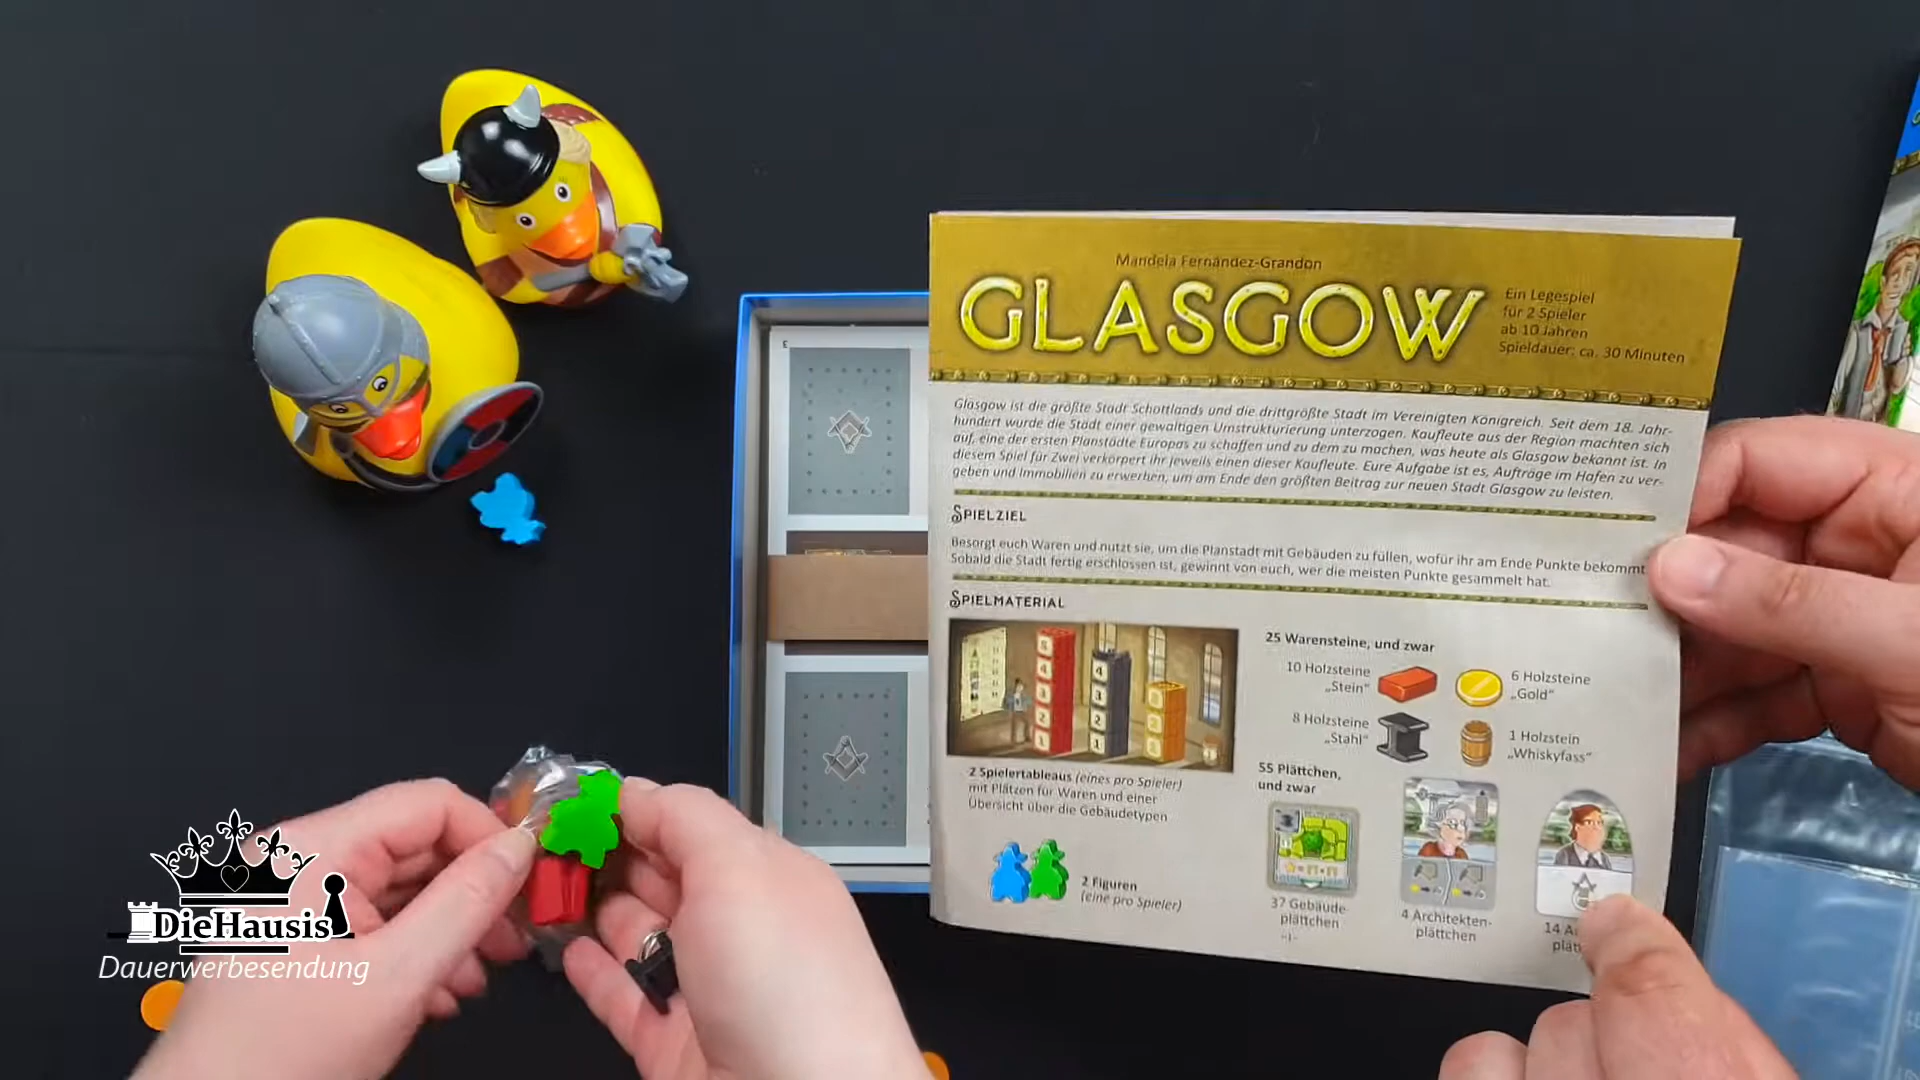 Mandela Fernández-Grandon
GLASGOW
Ein Legespiel
für 2 Spieler
ab 10 Jahren
Spieldauer: ca. 30 Minuten
Glasgow ist die größte Stadt Schottlands und die drittgrößte Stadt im Vereinigten Königreich. Seit dem 18. Jahr-
hundert wurde die Stadt einer gewaltigen Umstrukturierung unterzogen. Kaufleute aus der Region machten sich
auf, eine der ersten Planstädte Europas zu schaffen und zu dem zu machen, was heute als Glasgow bekannt ist. In
diesem Spiel für Zwei verkörpert ihr jeweils einen dieser Kaufleute. Eure Aufgabe ist es, Aufträge im Hafen zu ver-
geben und Immobilien zu erwerben, um am Ende den größten Beitrag zur neuen Stadt Glasgow zu leisten.
SPIELZIEL
Besorgt euch Waren und nutzt sie, um die Planstadt mit Gebäuden zu füllen, wofür ihr am Ende Punkte bekommt.
Sobald die Stadt fertig erschlossen ist, gewinnt von euch, wer die meisten Punkte gesammelt hat.
SPIELMATERIAL
5
4
3
2
1
4
3
2
1
2 Spielertableaus (eines pro Spieler)
mit Plätzen für Waren und einer
Übersicht über die Gebäudetypen
2 Figuren
(eine pro Spieler)
25 Warensteine, und zwar
10 Holzsteine
„Stein“
6 Holzsteine
„Gold“
8 Holzsteine
„Stahl“
1 Holzstein
„Whiskyfass“
55 Plättchen,
und zwar
37 Gebäude-
plättchen
4 Architekten-
plättchen
14
DieHausis
Dauerwerbesendung